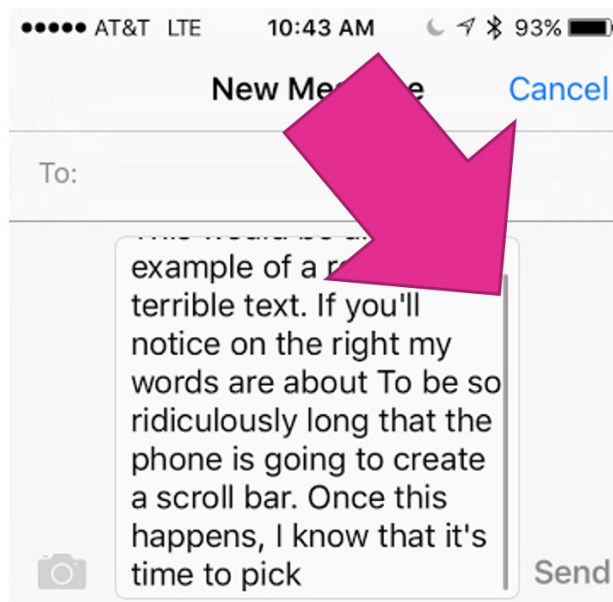 AT&T LTE 10:43 AM 93%
New Cancel
To:
example of a
terrible text. If you'll
notice on the right my
words are about To be so
ridiculously long that the
phone is going to create
a scroll bar. Once this
happens, I know that it's
time to pick
Send